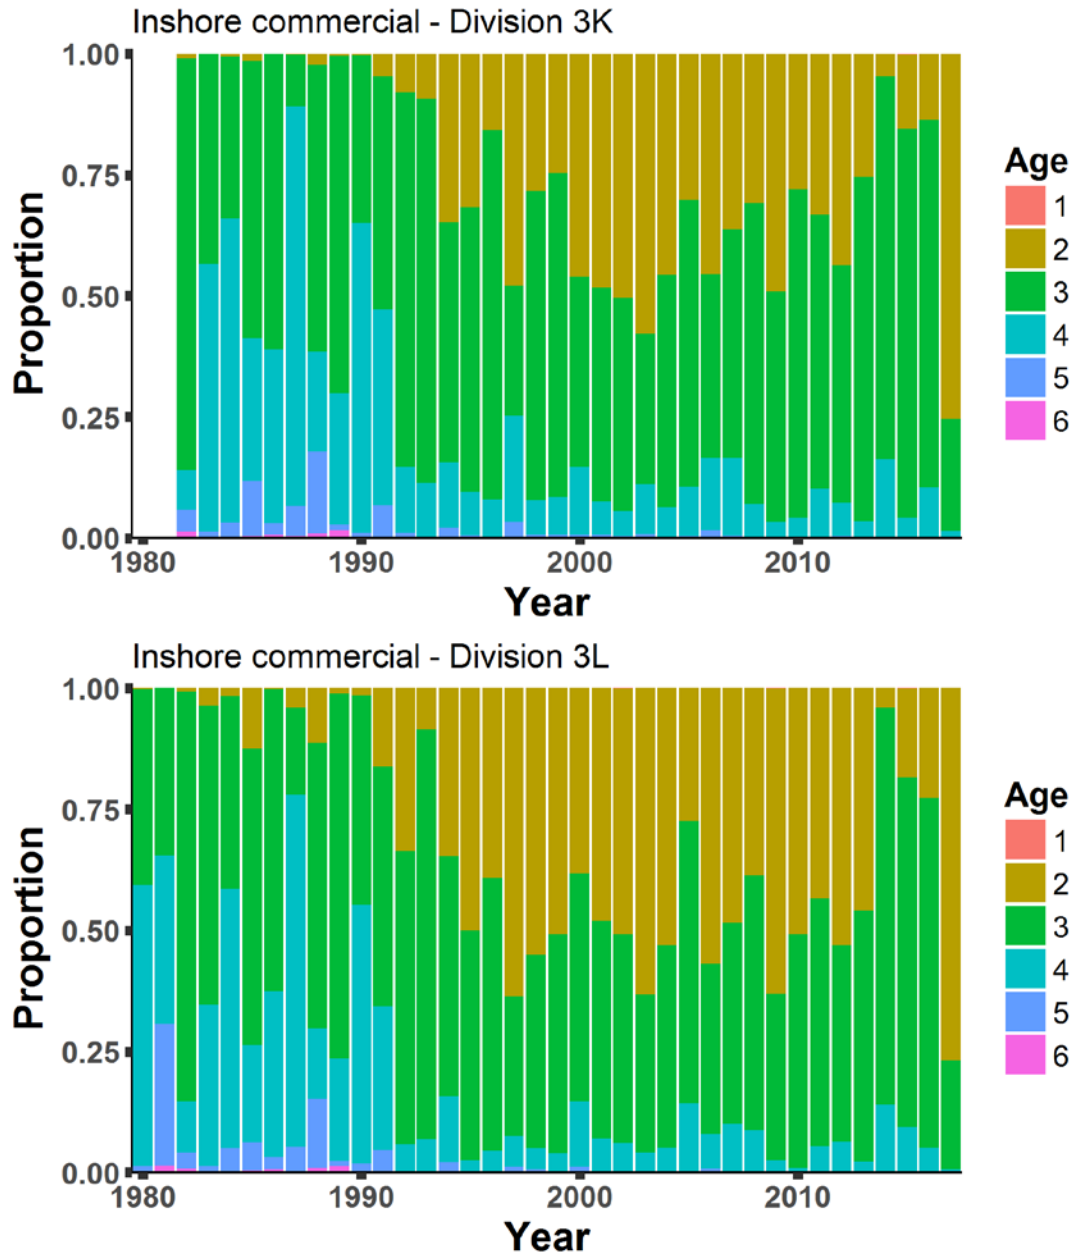 Inshore commercial - Division 3K
1.00
0.75
0.50
0.25
0.00
Proportion
1980 1990 2000 2010
Year
Age
1
2
3
4
5
6
Inshore commercial - Division 3L
1.00
0.75
0.50
0.25
0.00
Proportion
1980 1990 2000 2010
Year
Age
1
2
3
4
5
6